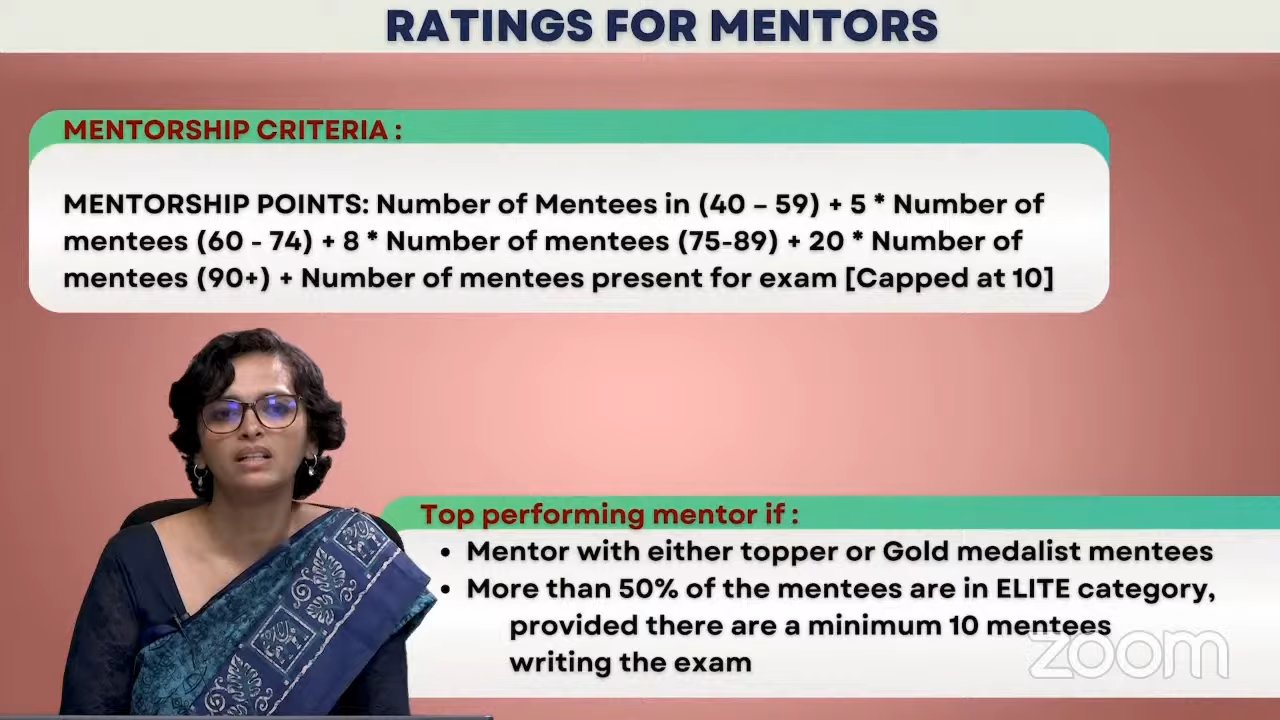 RATINGS FOR MENTORS
MENTORSHIP CRITERIA :
MENTORSHIP POINTS: Number of Mentees in (40 – 59) + 5 * Number of
mentees (60 - 74) + 8 * Number of mentees (75-89) + 20 * Number of
mentees (90+) + Number of mentees present for exam [Capped at 10]
Top performing mentor if :
• Mentor with either topper or Gold medalist mentees
• More than 50% of the mentees are in ELITE category,
provided there are a minimum 10 mentees
writing the exam
zoom